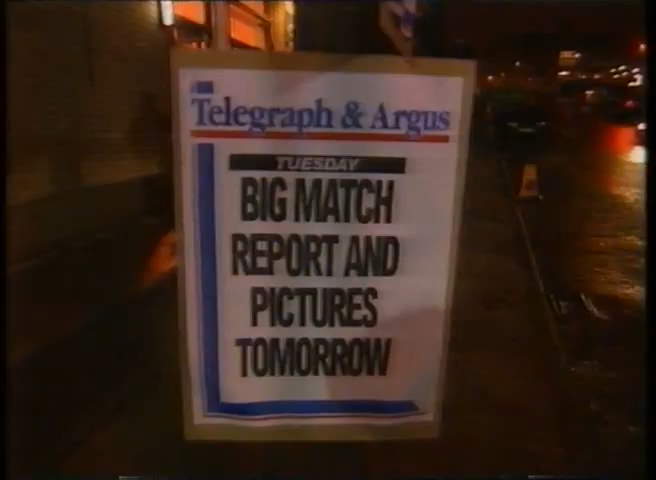 Telegraph & Argus
TUESDAY
BIG MATCH
REPORT AND
PICTURES
TOMORROW